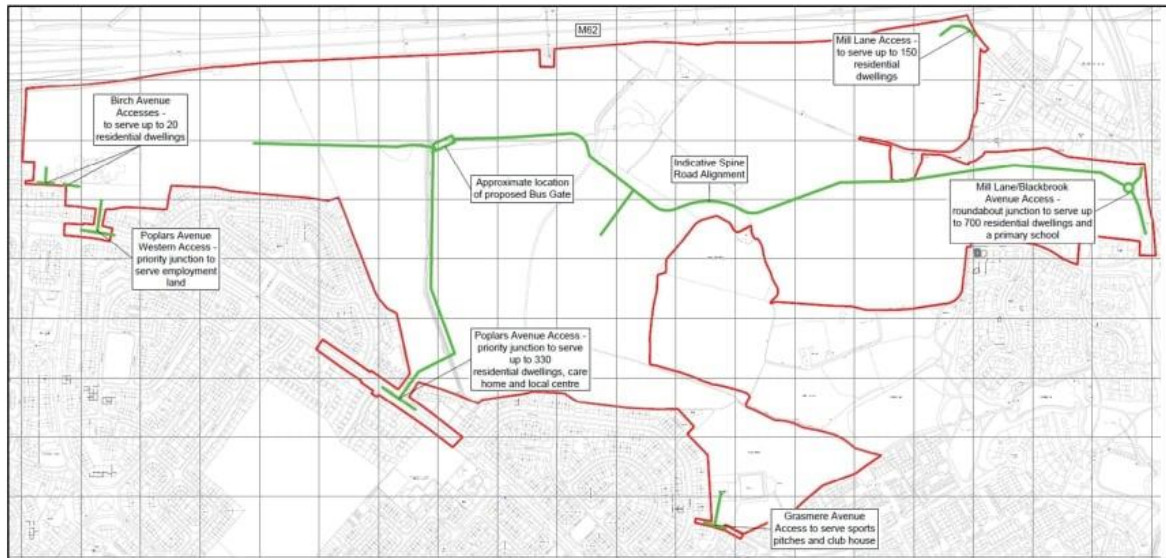 M62
Mill Lane Access -
to serve up to 150
residential
dwellings
Birch Avenue
Accesses -
to serve up to 20
residential dwellings
Approximate location
of proposed Bus Gate
Indicative Spine
Road Alignment
Mill Lane/Blackbrook
Avenue Access -
roundabout junction to serve up
to 700 residential dwellings and
a primary school
Poplars Avenue
Western Access -
priority junction to
serve employment
land
Poplars Avenue Access -
priority junction to serve
up to 330
residential dwellings, care
home and local centre
Grasmere Avenue
Access to serve sports
pitches and club house